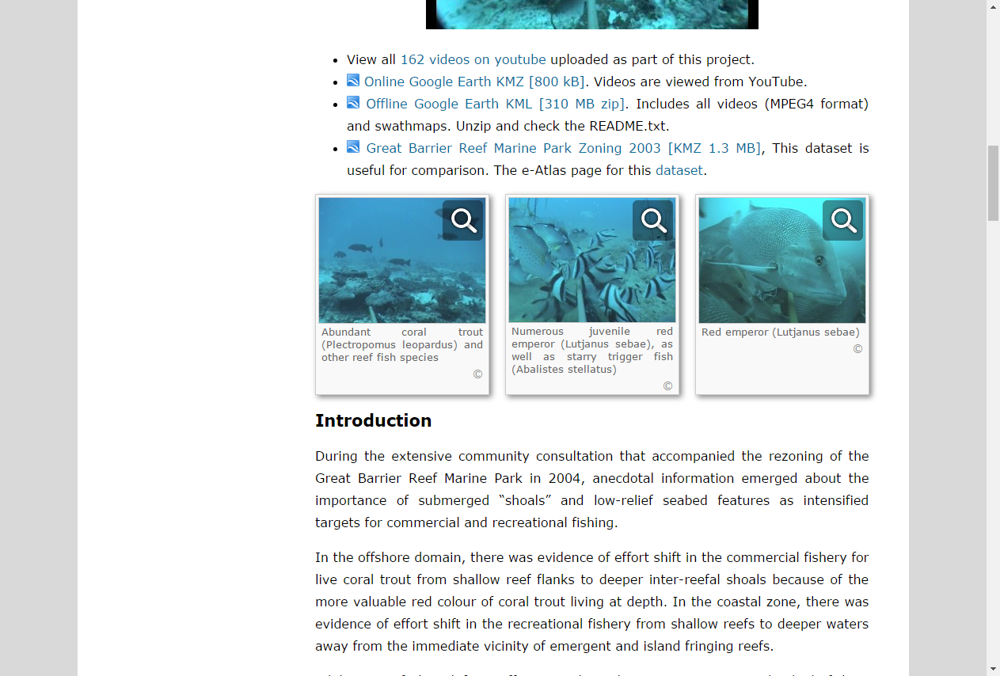 View all 162 videos on youtube uploaded as part of this project.
Online Google Earth KMZ [800 kB]. Videos are viewed from YouTube.
Offline Google Earth KML [310 MB zip]. Includes all videos (MPEG4 format)
and swathmaps. Unzip and check the README.txt.
Great Barrier Reef Marine Park Zoning 2003 [KMZ 1.3 MB], This dataset is
useful for comparison. The e-Atlas page for this dataset.
Abundant coral trout
(Plectropomus leopardus) and
other reef fish species
©
Numerous juvenile red
emperor (Lutjanus sebae), as
well as starry trigger fish
(Abalistes stellatus)
©
Red emperor (Lutjanus sebae)
©
Introduction
During the extensive community consultation that accompanied the rezoning of the
Great Barrier Reef Marine Park in 2004, anecdotal information emerged about the
importance of submerged “shoals” and low-relief seabed features as intensified
targets for commercial and recreational fishing.
In the offshore domain, there was evidence of effort shift in the commercial fishery for
live coral trout from shallow reef flanks to deeper inter-reefal shoals because of the
more valuable red colour of coral trout living at depth. In the coastal zone, there was
evidence of effort shift in the recreational fishery from shallow reefs to deeper waters
away from the immediate vicinity of emergent and island fringing reefs.